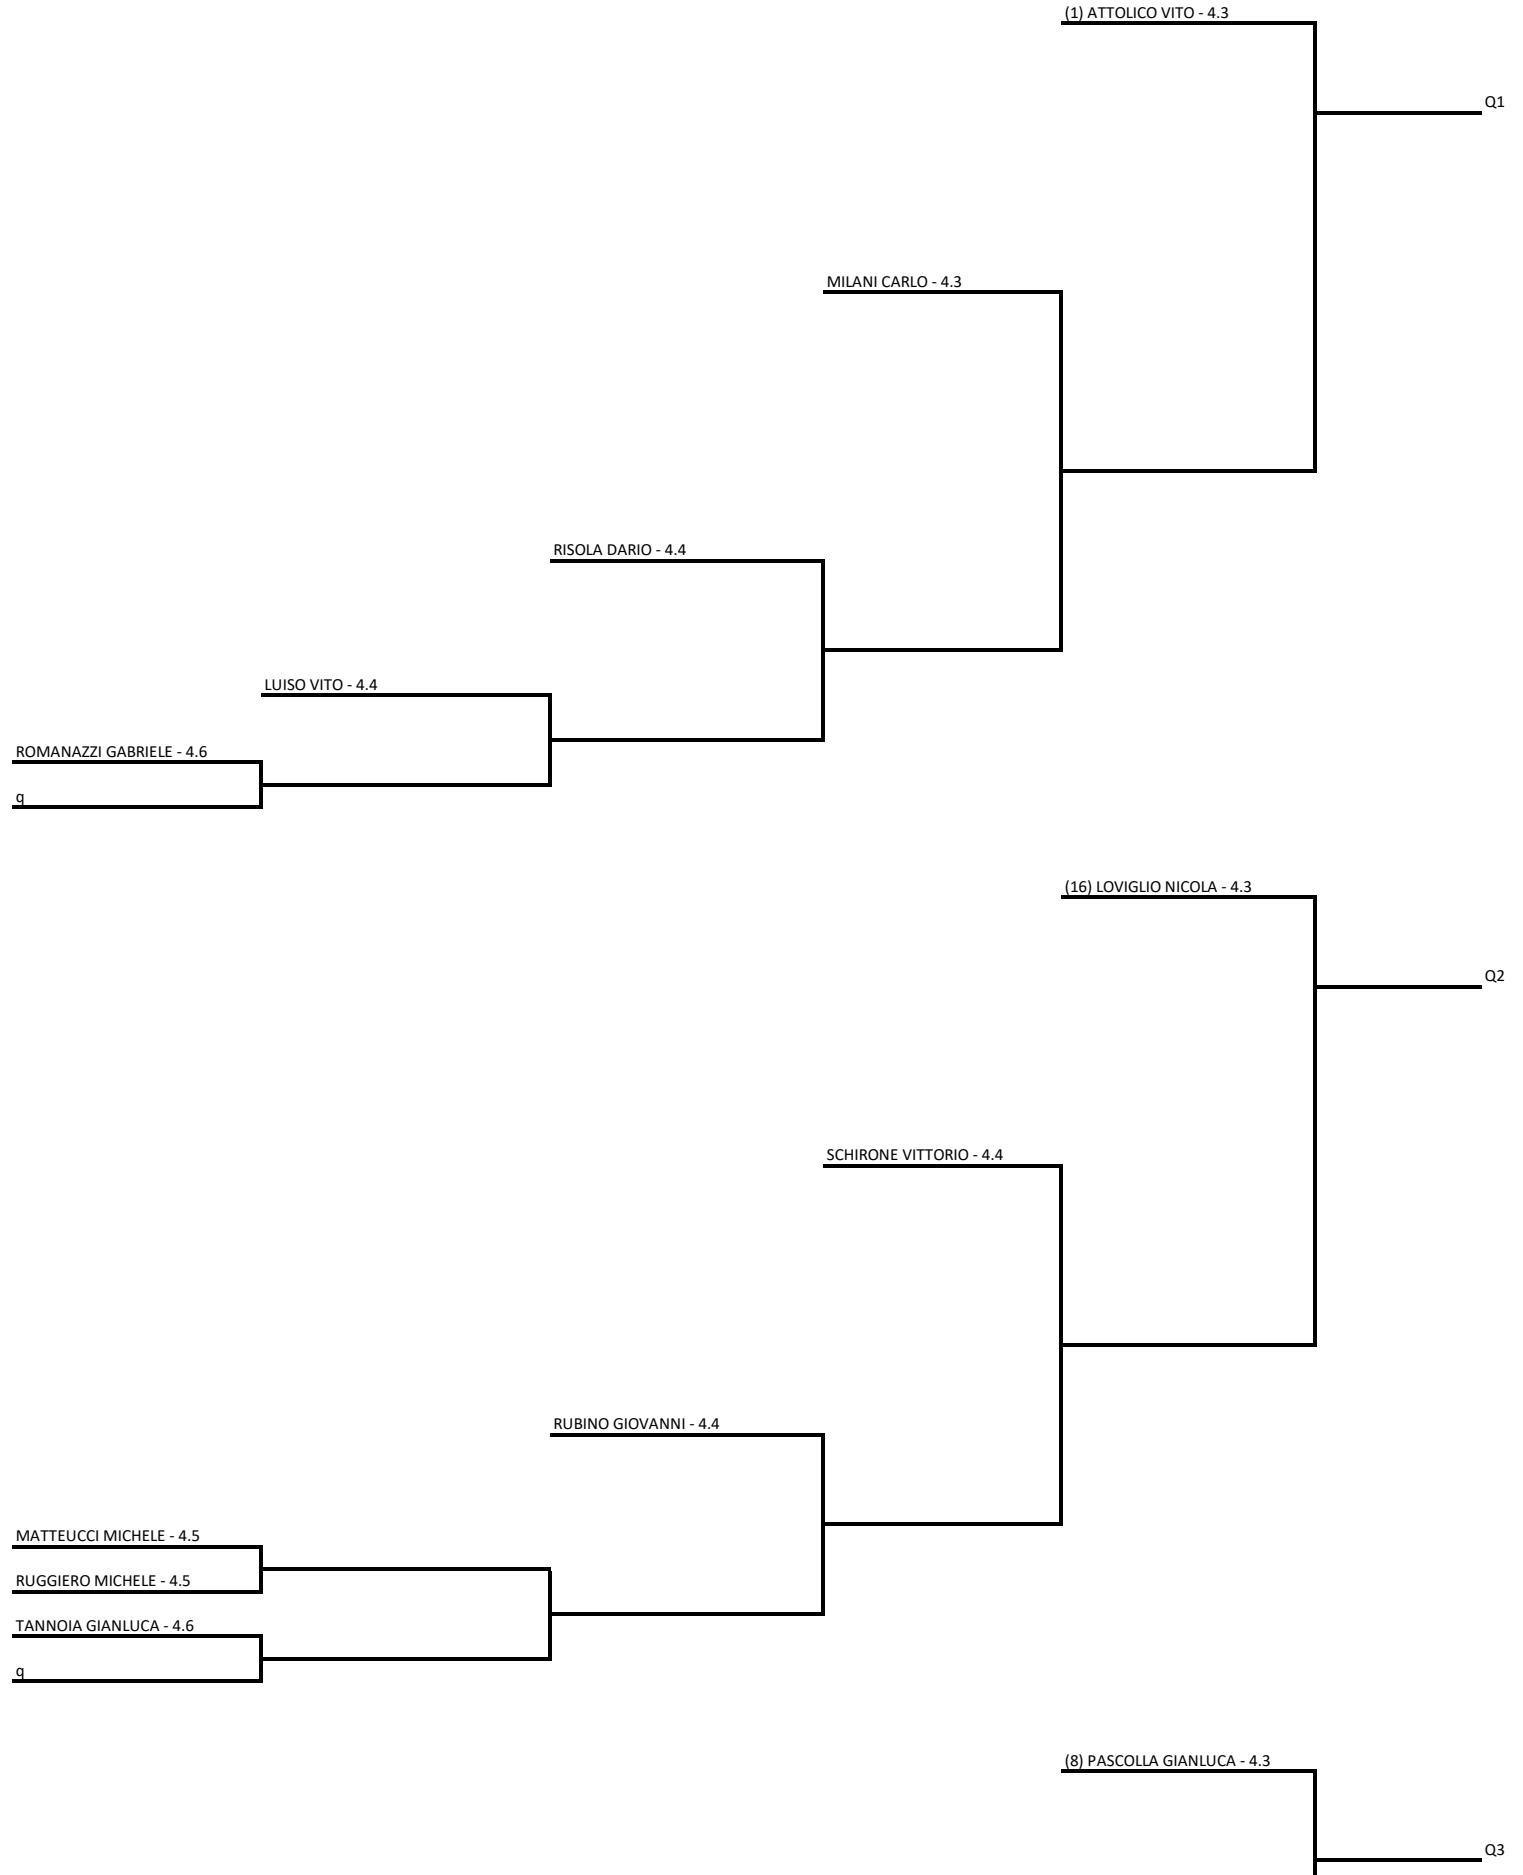 (1) ATTOLICO VITO - 4.3
Q1
MILANI CARLO - 4.3
RISOLA DARIO - 4.4
LUISO VITO - 4.4
ROMANAZZI GABRIELE - 4.6
q
(16) LOVIGLIO NICOLA - 4.3
Q2
SCHIRONE VITTORIO - 4.4
RUBINO GIOVANNI - 4.4
MATTEUCCI MICHELE - 4.5
RUGGIERO MICHELE - 4.5
TANNOIA GIANLUCA - 4.6
q
(8) PASCOLLA GIANLUCA - 4.3
Q3